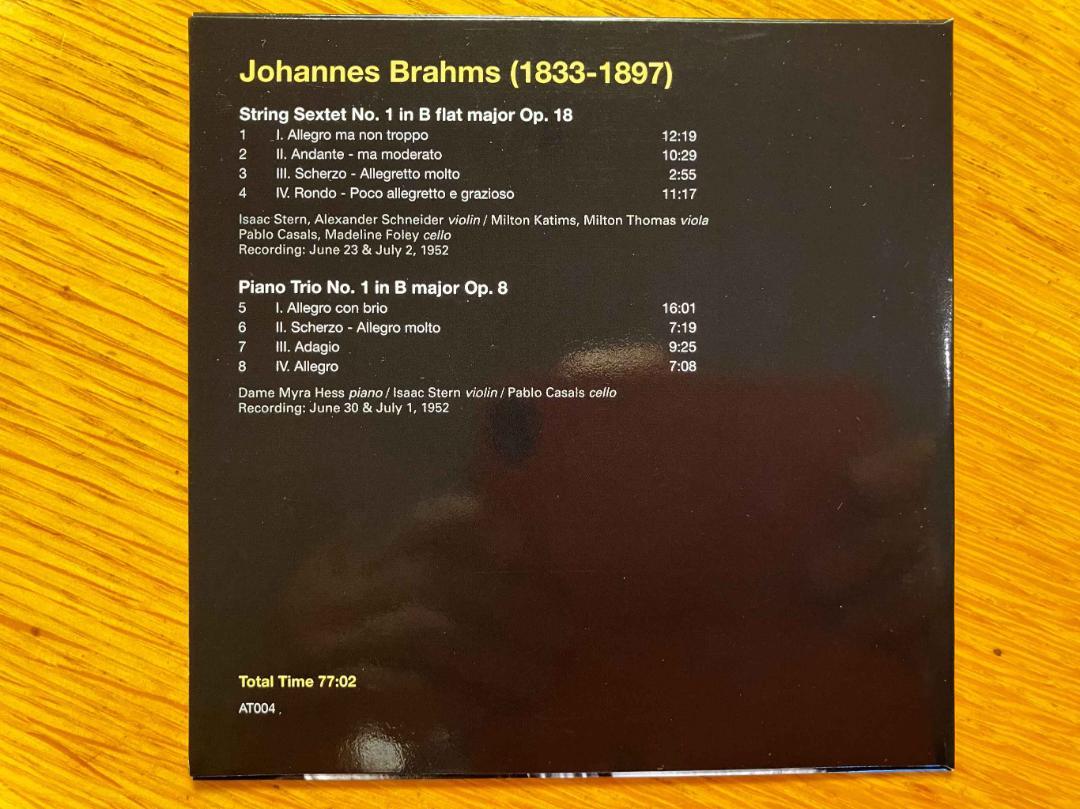 Johannes Brahms (1833-1897)
String Sextet No. 1 in B flat major Op. 18
1 I. Allegro ma non troppo 12:19
2 II. Andante - ma moderato 10:29
3 III. Scherzo - Allegretto molto 2:55
4 IV. Rondo - Poco allegretto e grazioso 11:17
Isaac Stern, Alexander Schneider violin / Milton Katims, Milton Thomas viola
Pablo Casals, Madeline Foley cello
Recording: June 23 & July 2, 1952
Piano Trio No. 1 in B major Op. 8
5 I. Allegro con brio 16:01
6 II. Scherzo - Allegro molto 7:19
7 III. Adagio 9:25
8 IV. Allegro 7:08
Dame Myra Hess piano / Isaac Stern violin / Pablo Casals cello
Recording: June 30 & July 1, 1952
Total Time 77:02
AT004